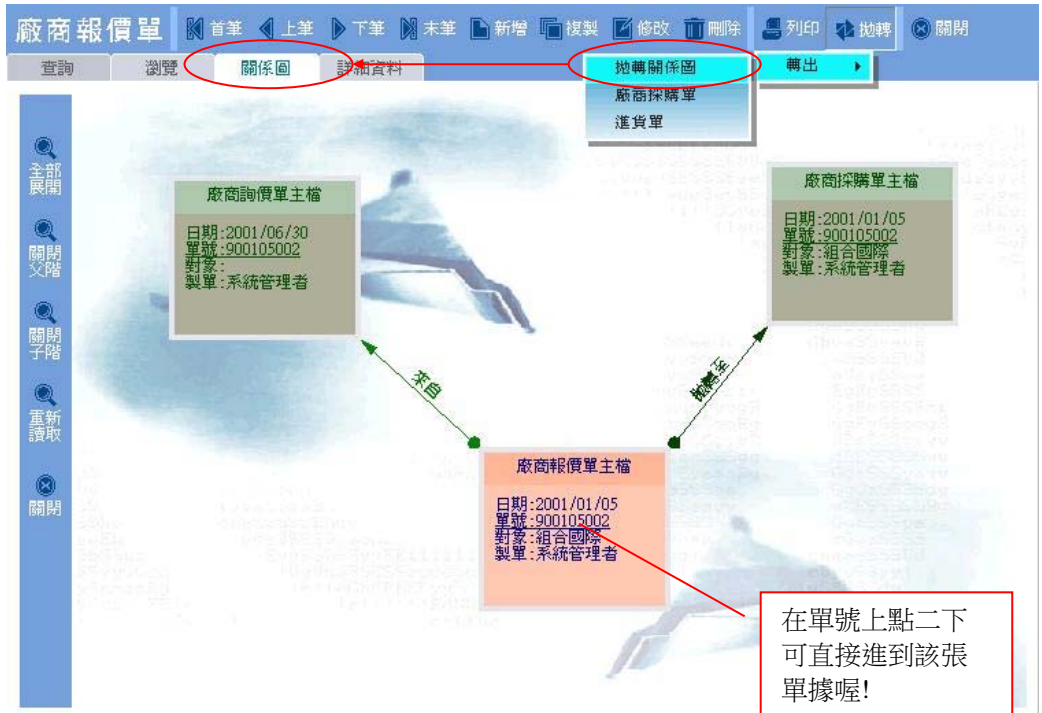 廠商報價單 首筆 上筆 下筆 末筆 新增 複製 修改 刪除 列印 拋轉 關閉
查詢 瀏覽 關係圖 詳細資料
拋轉關係圖 轉出
廠商採購單
進貨單
全部
展開
關閉
父階
關閉
子階
重新
讀取
關閉
廠商詢價單主檔
日期:2001/06/30
單號:900105002
對象:
製單:系統管理者
廠商採購單主檔
日期:2001/01/05
單號:900105002
對象:組合國際
製單:系統管理者
來自
拋轉至
廠商報價單主檔
日期:2001/01/05
單號:900105002
對象:組合國際
製單:系統管理者
在單號上點二下
可直接進到該張
單據喔!